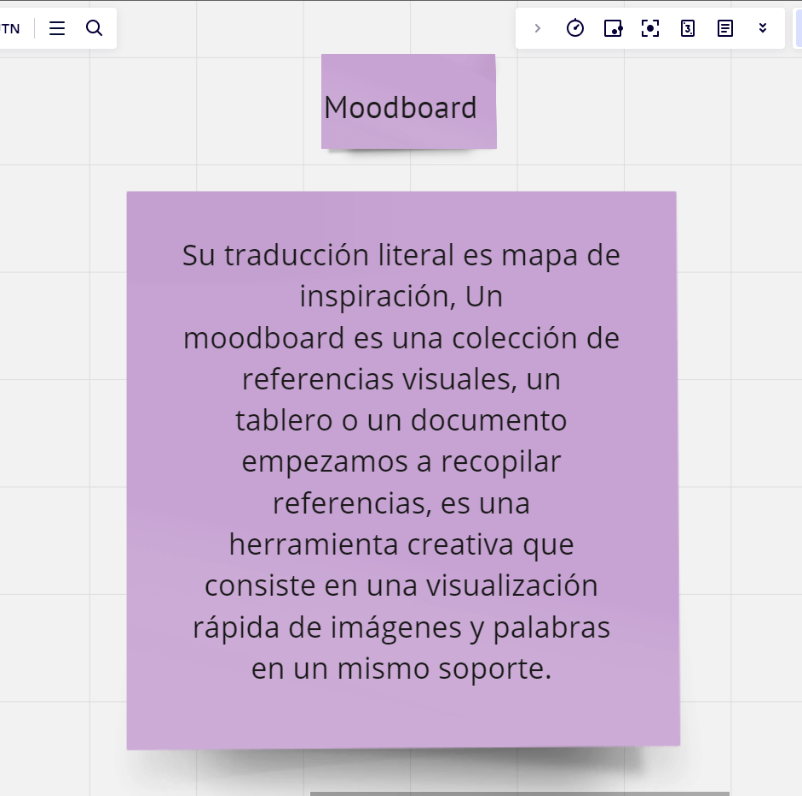 TN
3
Moodboard
Su traducción literal es mapa de
inspiración, Un
moodboard es una colección de
referencias visuales, un
tablero o un documento
empezamos a recopilar
referencias, es una
herramienta creativa que
consiste en una visualización
rápida de imágenes y palabras
en un mismo soporte.